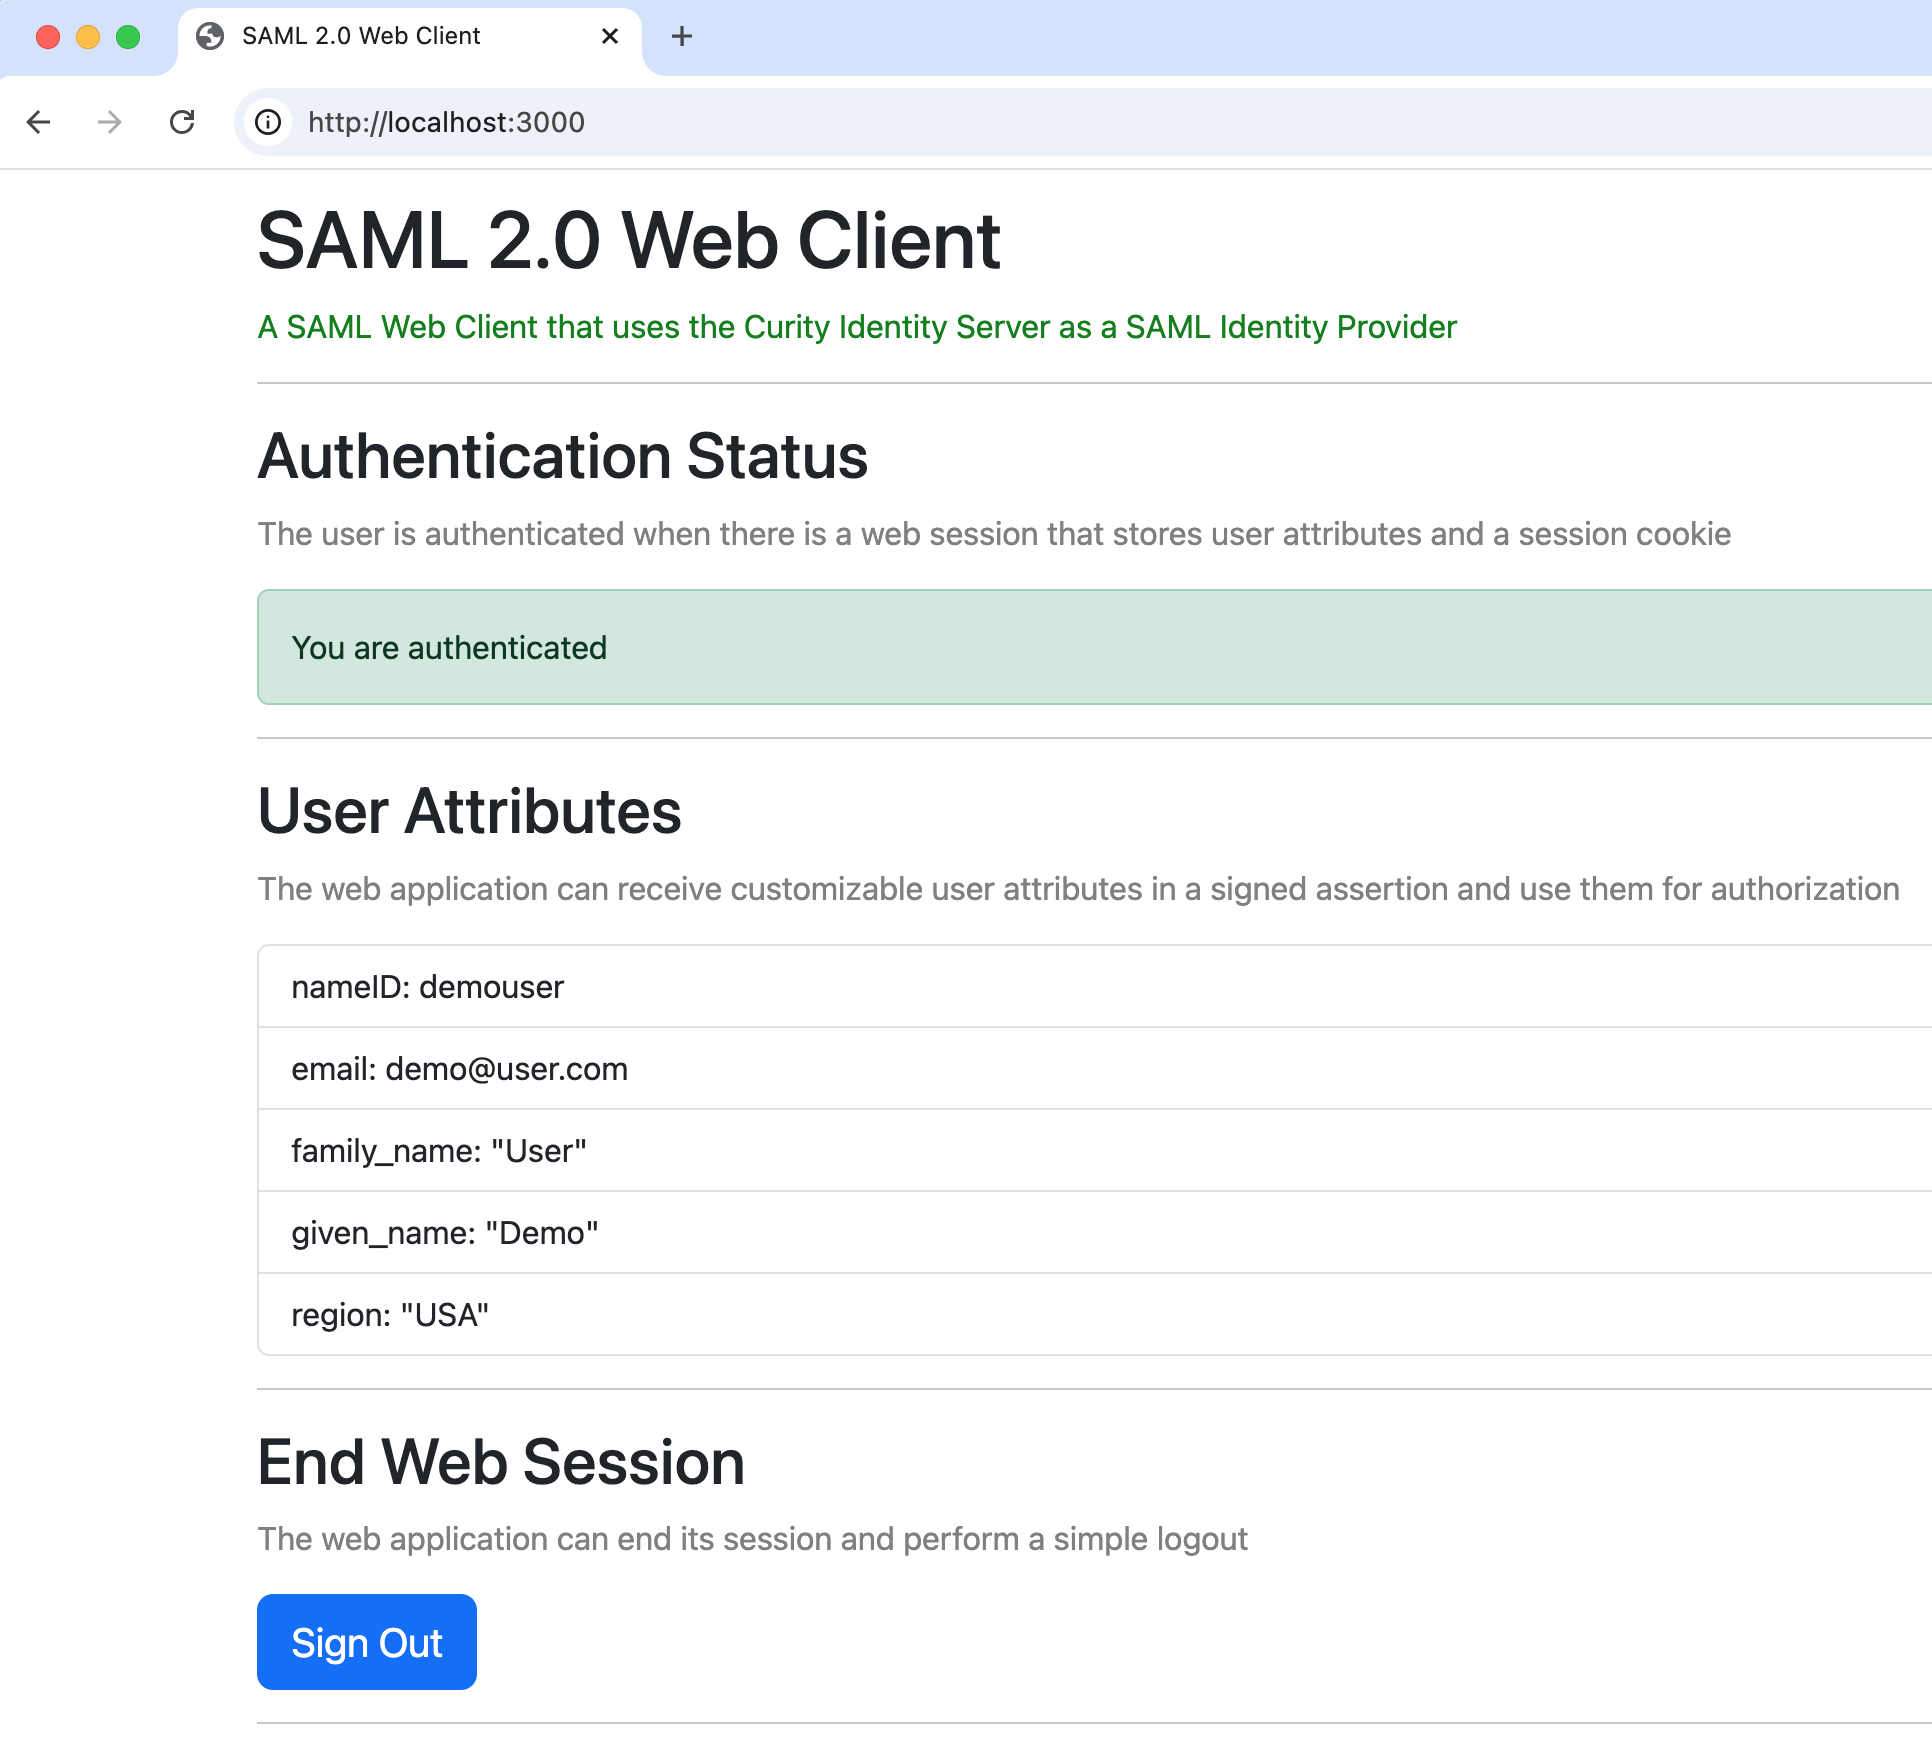 SAML 2.0 Web Client
http://localhost:3000
SAML 2.0 Web Client
A SAML Web Client that uses the Curity Identity Server as a SAML Identity Provider
Authentication Status
The user is authenticated when there is a web session that stores user attributes and a session cookie
You are authenticated
User Attributes
The web application can receive customizable user attributes in a signed assertion and use them for authorization
nameID: demouser
email: demo@user.com
family_name: "User"
given_name: "Demo"
region: "USA"
End Web Session
The web application can end its session and perform a simple logout
Sign Out